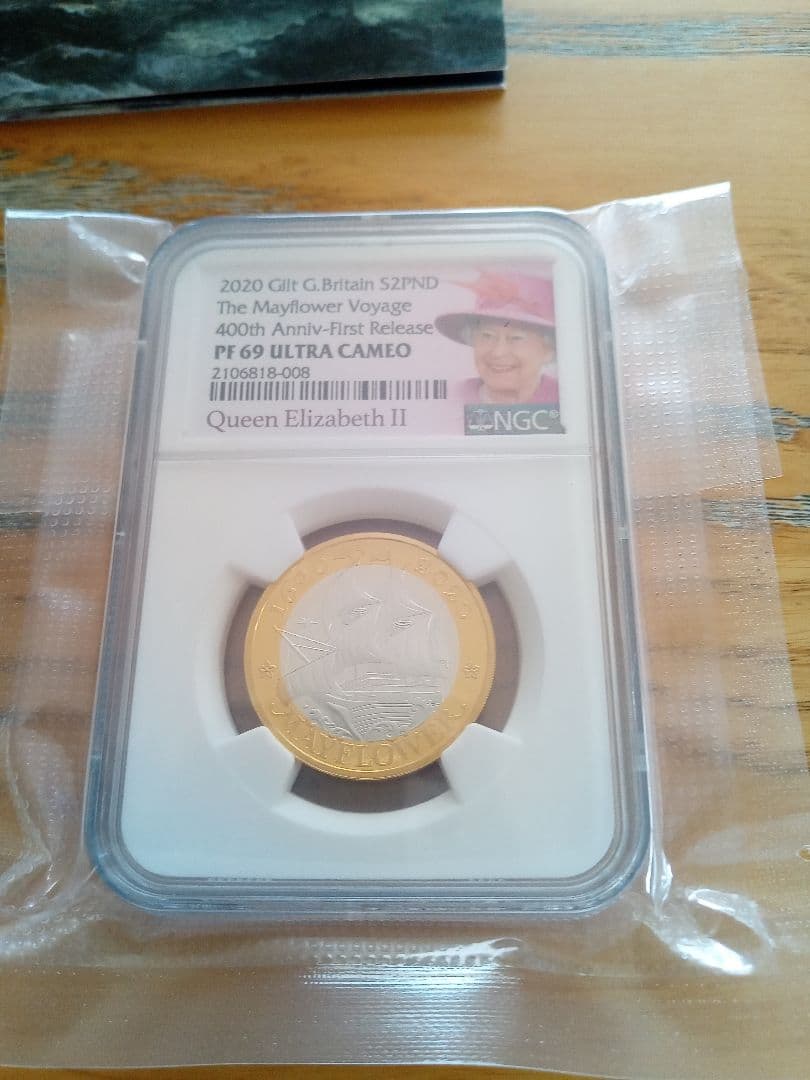 2020 Gilt G.Britain S2PND
The Mayflower Voyage
400th Anniv-First Release
PF 69 ULTRA CAMEO
2106818-008
Queen Elizabeth II
NGC®
MAYFLOWER